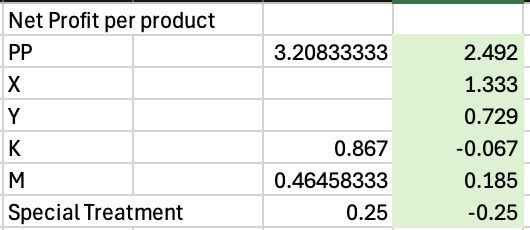 Net Profit per product
PP 3.20833333 2.492
X 1.333
Y 0.729
K 0.867 -0.067
M 0.46458333 0.185
Special Treatment 0.25 -0.25